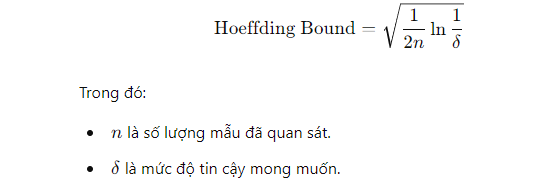 Hoeffding Bound = √(1/2n ln 1/δ)
Trong đó:
• n là số lượng mẫu đã quan sát.
• δ là mức độ tin cậy mong muốn.